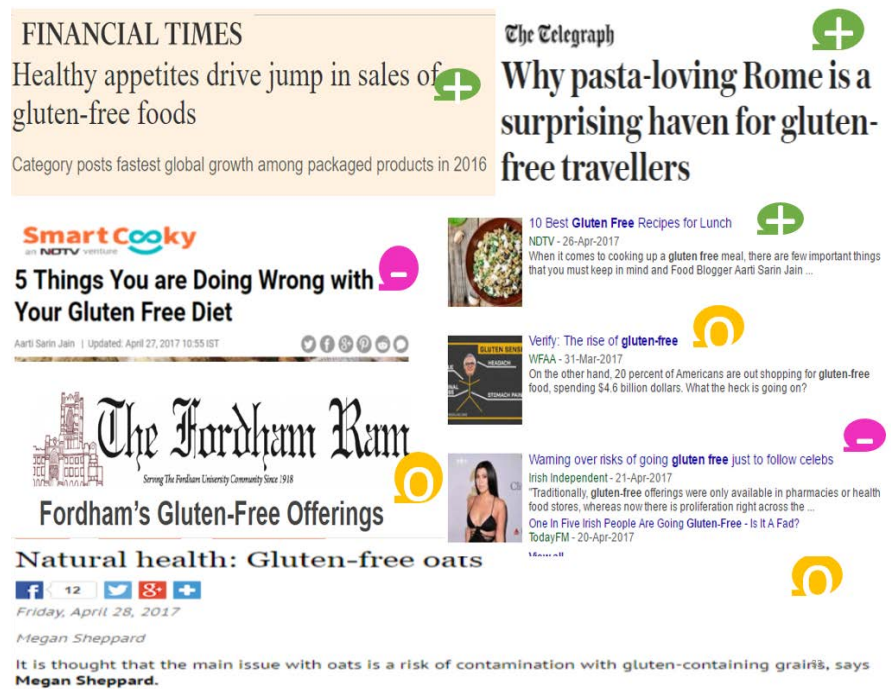 FINANCIAL TIMES
Healthy appetites drive jump in sales of
gluten-free foods
Category posts fastest global growth among packaged products in 2016
+
The Telegraph
+
Why pasta-loving Rome is a
surprising haven for gluten-
free travellers
Smart Cooky
an NDTV venture
5 Things You are Doing Wrong with
Your Gluten Free Diet
-
Aarti Sarin Jain | Updated: April 27, 2017 10:55 IST
10 Best Gluten Free Recipes for Lunch
+
NDTV - 26-Apr-2017
When it comes to cooking up a gluten free meal, there are few important things
that you must keep in mind and Food Blogger Aarti Sarin Jain ...
GLUTEN SENSI
HEADACH
STOMACH PAIN
Verify: The rise of gluten-free
O
WFAA - 31-Mar-2017
On the other hand, 20 percent of Americans are out shopping for gluten-free
food, spending $4.6 billion dollars. What the heck is going on?
The Fordham Ram
Serving The Fordham University Community Since 1918
Fordham's Gluten-Free Offerings
O
-
Warning over risks of going gluten free just to follow celebs
Irish Independent - 21-Apr-2017
"Traditionally, gluten-free offerings were only available in pharmacies or health
food stores, whereas now there is proliferation right across the ...
One In Five Irish People Are Going Gluten-Free - Is It A Fad?
TodayFM - 20-Apr-2017
View all
O
Natural health: Gluten-free oats
f 12 8+ +
Friday, April 28, 2017
Megan Sheppard
It is thought that the main issue with oats is a risk of contamination with gluten-containing grains, says
Megan Sheppard.